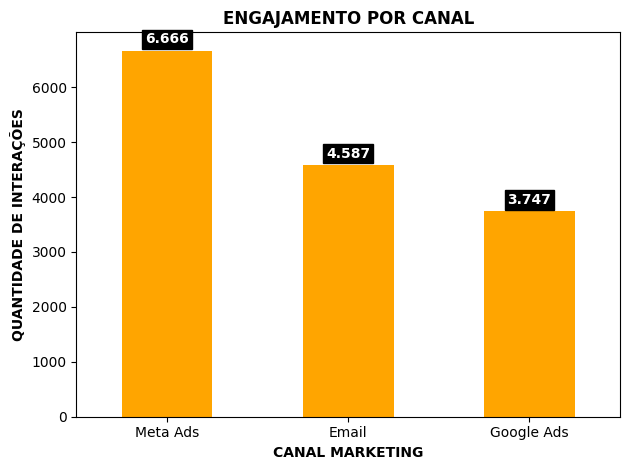 ENGAJAMENTO POR CANAL
6.666
4.587
3.747
QUANTIDADE DE INTERAÇÕES
6000
5000
4000
3000
2000
1000
0
Meta Ads
Email
Google Ads
CANAL MARKETING